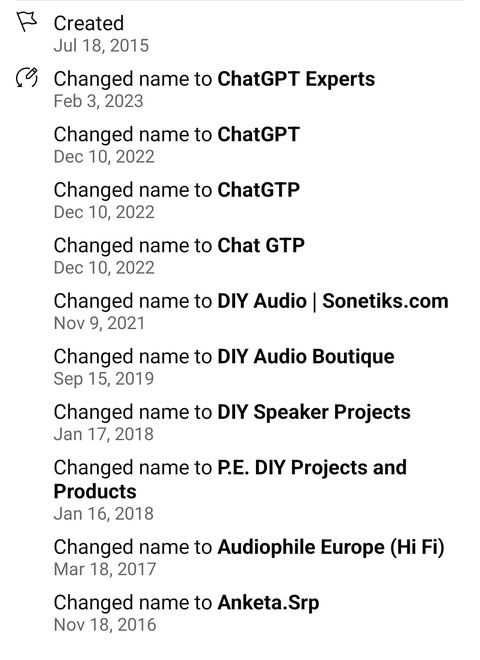 Created
Jul 18, 2015
Changed name to ChatGPT Experts
Feb 3, 2023
Changed name to ChatGPT
Dec 10, 2022
Changed name to ChatGTP
Dec 10, 2022
Changed name to Chat GTP
Dec 10, 2022
Changed name to DIY Audio | Sonetiks.com
Nov 9, 2021
Changed name to DIY Audio Boutique
Sep 15, 2019
Changed name to DIY Speaker Projects
Jan 17, 2018
Changed name to P.E. DIY Projects and
Products
Jan 16, 2018
Changed name to Audiophile Europe (Hi Fi)
Mar 18, 2017
Changed name to Anketa.Srp
Nov 18, 2016